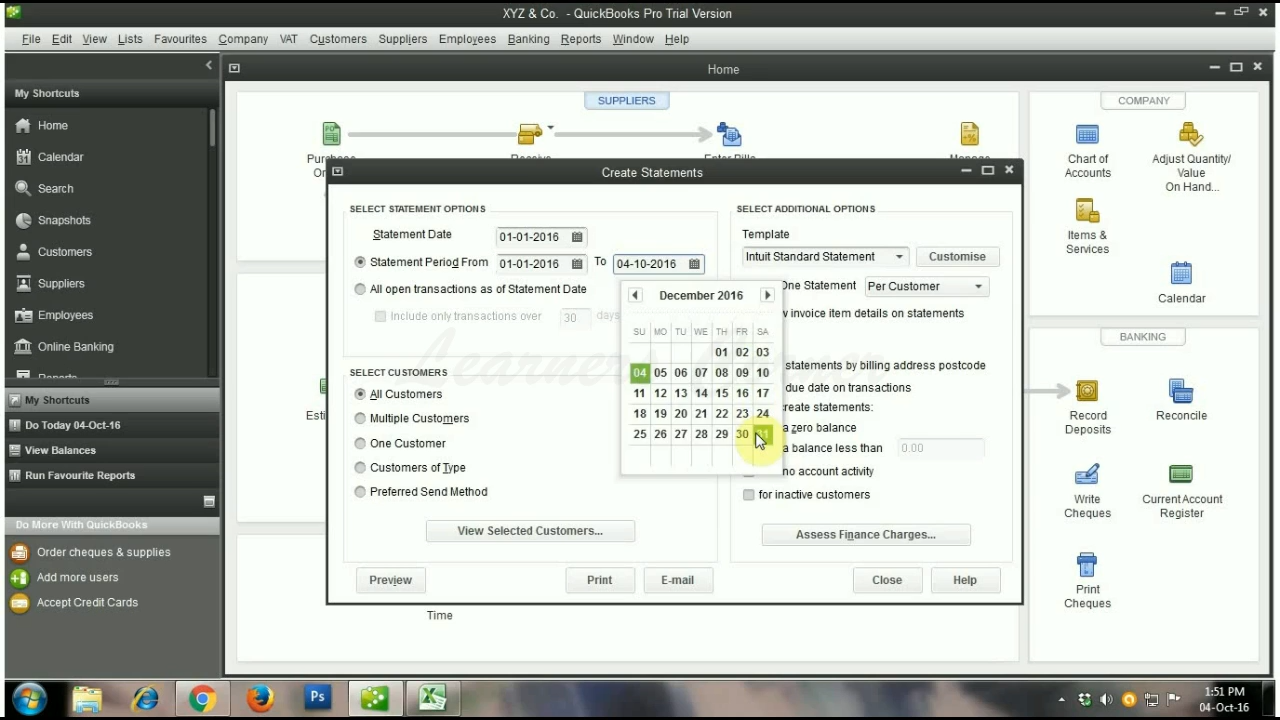 XYZ & Co. - QuickBooks Pro Trial Version
File Edit View Lists Favourites Company VAT Customers Suppliers Employees Banking Reports Window Help
Home
My Shortcuts
Home
Calendar
Search
Snapshots
Customers
Suppliers
Employees
Online Banking
Reports
My Shortcuts
Do Today 04-Oct-16
View Balances
Run Favourite Reports
Do More With QuickBooks
Order cheques & supplies
Add more users
Accept Credit Cards
SUPPLIERS
Create Statements
SELECT STATEMENT OPTIONS
Statement Date 01-01-2016
Statement Period From 01-01-2016 To 04-10-2016
All open transactions as of Statement Date
Include only transactions over 30 days
December 2016
SU MO TU WE TH FR SA
01 02 03
04 05 06 07 08 09 10
11 12 13 14 15 16 17
18 19 20 21 22 23 24
25 26 27 28 29 30 31
SELECT CUSTOMERS
All Customers
Multiple Customers
One Customer
Customers of Type
Preferred Send Method
View Selected Customers...
Preview Print E-mail
SELECT ADDITIONAL OPTIONS
Template
Intuit Standard Statement Customise
One Statement Per Customer
invoice item details on statements
statements by billing address postcode
due date on transactions
create statements:
a zero balance
a balance less than 0.00
no account activity
for inactive customers
Assess Finance Charges...
Close Help
Time
COMPANY
Chart of
Accounts
Adjust Quantity/
Value
On Hand...
Items &
Services
Calendar
BANKING
Record
Deposits
Reconcile
Write
Cheques
Current Account
Register
Print
Cheques
Ps
1:51 PM
04-Oct-16